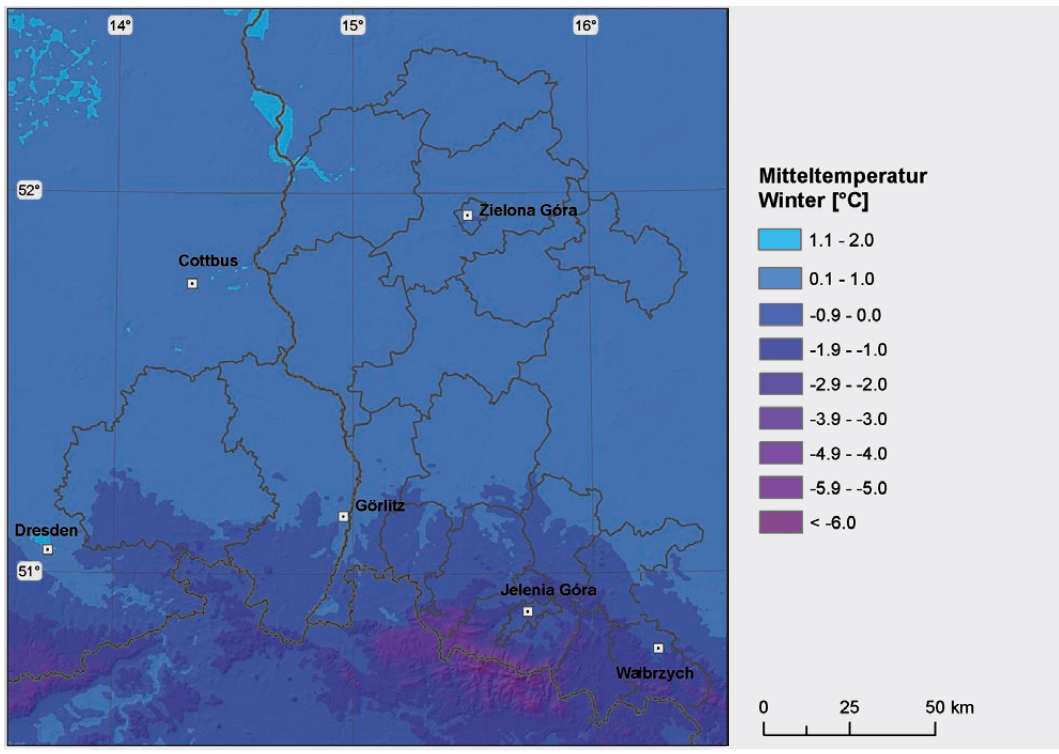 14°
15°
16°
52°
Zielona Góra
Cottbus
Görlitz
Dresden
51°
Jelenia Góra
Wałbrzych
Mitteltemperatur
Winter [°C]
1.1 - 2.0
0.1 - 1.0
-0.9 - 0.0
-1.9 - -1.0
-2.9 - -2.0
-3.9 - -3.0
-4.9 - -4.0
-5.9 - -5.0
< -6.0
0 25 50 km